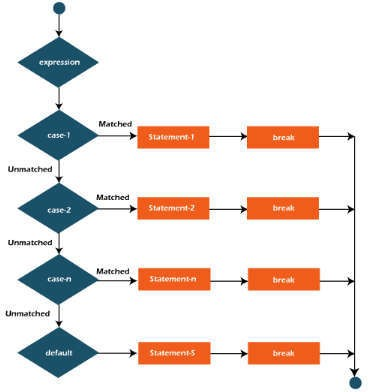 expression
Matched
case-1
Statement-1
break
Unmatched
Matched
case-2
Statement-2
break
Unmatched
Matched
case-n
Statement-n
break
Unmatched
default
Statement-S
break